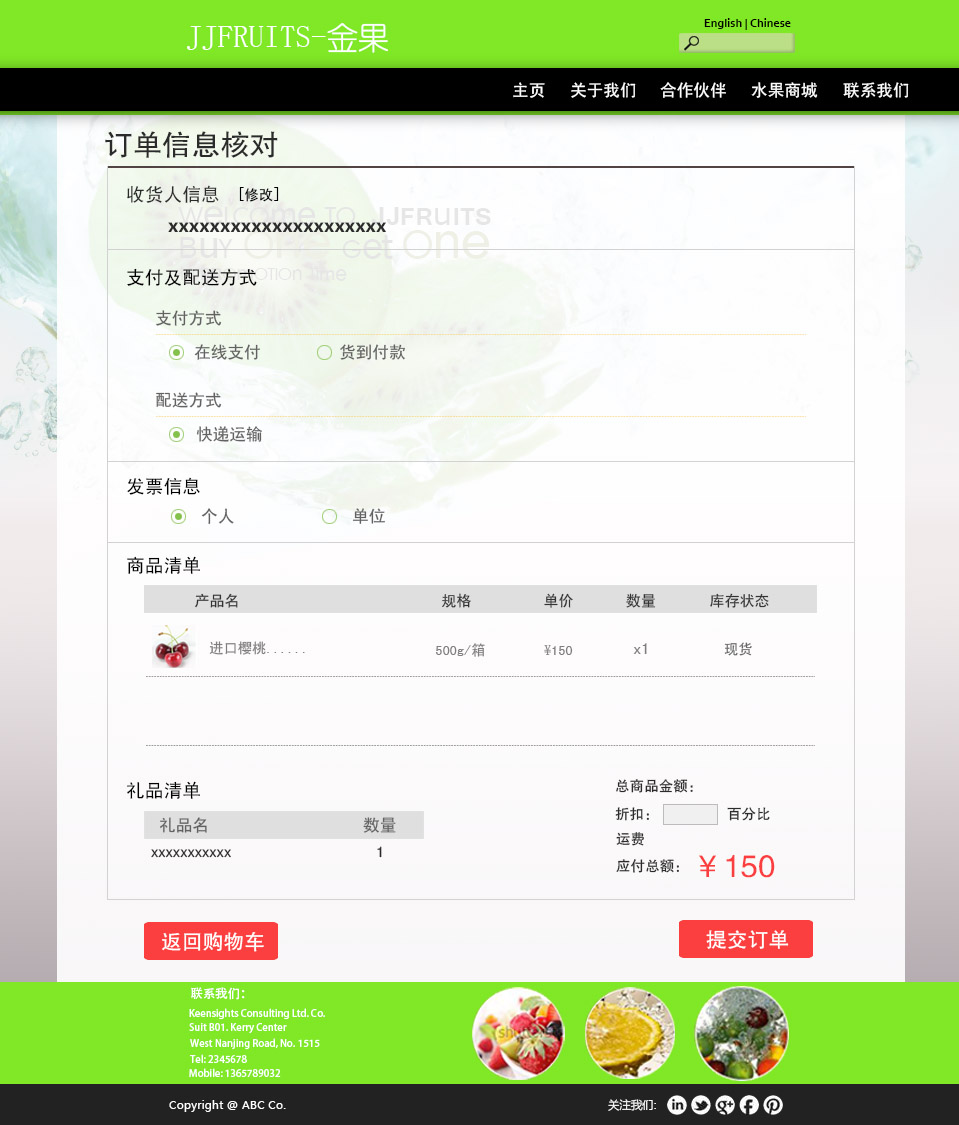 JJFRUITS-金果
English | Chinese
主页 关于我们 合作伙伴 水果商城 联系我们
订单信息核对
收货人信息 [修改]
welcome TO JJFRUITS
xxxxxxxxxxxxxxxxxxxxx
BUY One Get One
支付及配送方式
支付方式
在线支付 货到付款
配送方式
快递运输
发票信息
个人 单位
商品清单
产品名 规格 单价 数量 库存状态
进口樱桃...... 500g/箱 ¥150 x1 现货
礼品清单
礼品名 数量
xxxxxxxxxxx 1
总商品金额:
折扣: 百分比
运费
应付总额: ¥ 150
返回购物车 提交订单
联系我们:
Keensights Consulting Ltd. Co.
Suit 801. Kerry Center
West Nanjing Road, No. 1515
Tel: 2345678
Mobile: 1365789032
Copyright @ ABC Co.
关注我们: